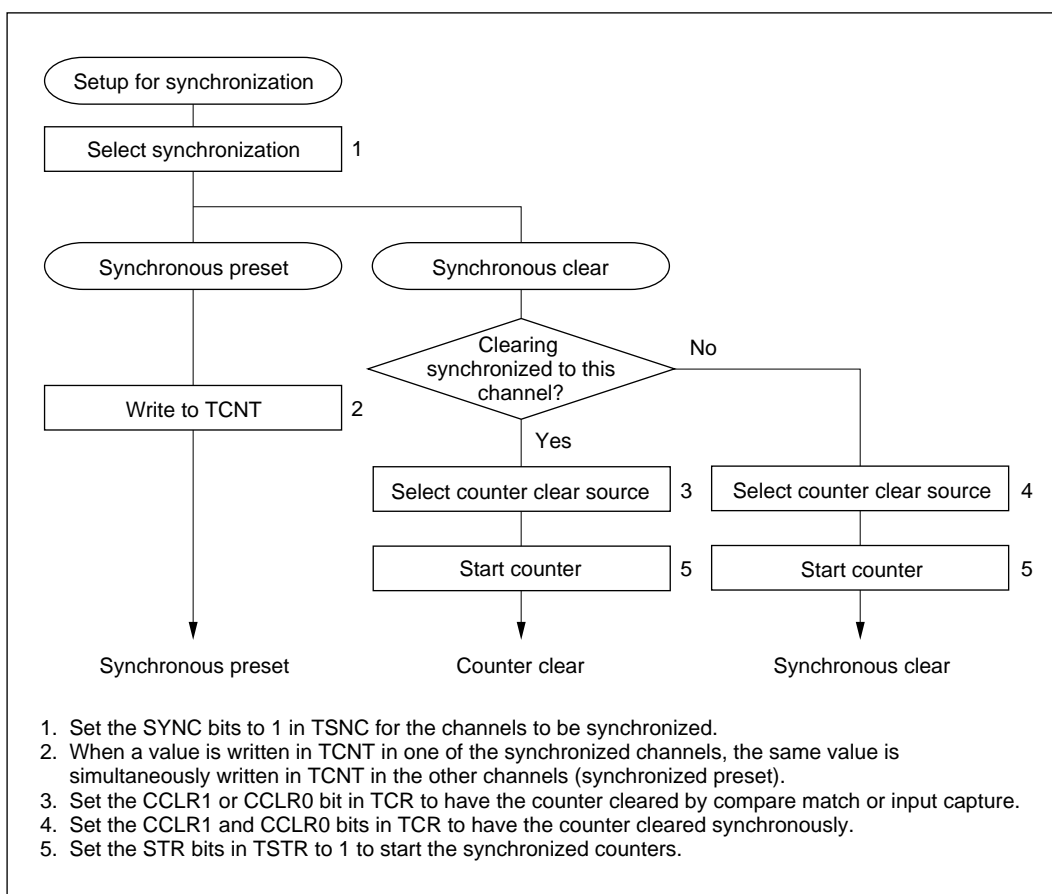 Setup for synchronization
Select synchronization 1
Synchronous preset
Synchronous clear
Clearing
synchronized to this
channel?
No
Write to TCNT 2
Yes
Select counter clear source 3
Select counter clear source 4
Start counter 5
Start counter 5
Synchronous preset
Counter clear
Synchronous clear
1. Set the SYNC bits to 1 in TSNC for the channels to be synchronized.
2. When a value is written in TCNT in one of the synchronized channels, the same value is
simultaneously written in TCNT in the other channels (synchronized preset).
3. Set the CCLR1 or CCLR0 bit in TCR to have the counter cleared by compare match or input capture.
4. Set the CCLR1 and CCLR0 bits in TCR to have the counter cleared synchronously.
5. Set the STR bits in TSTR to 1 to start the synchronized counters.